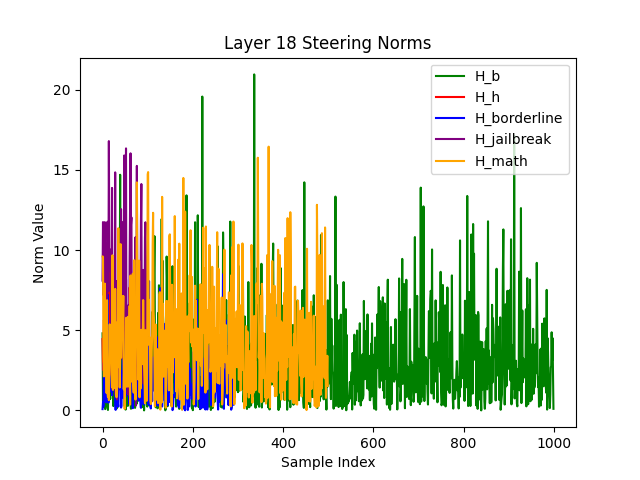 Layer 18 Steering Norms
H_b
H_h
H_borderline
H_jailbreak
H_math
Norm Value
20
15
10
5
0
0
200
400
600
800
1000
Sample Index